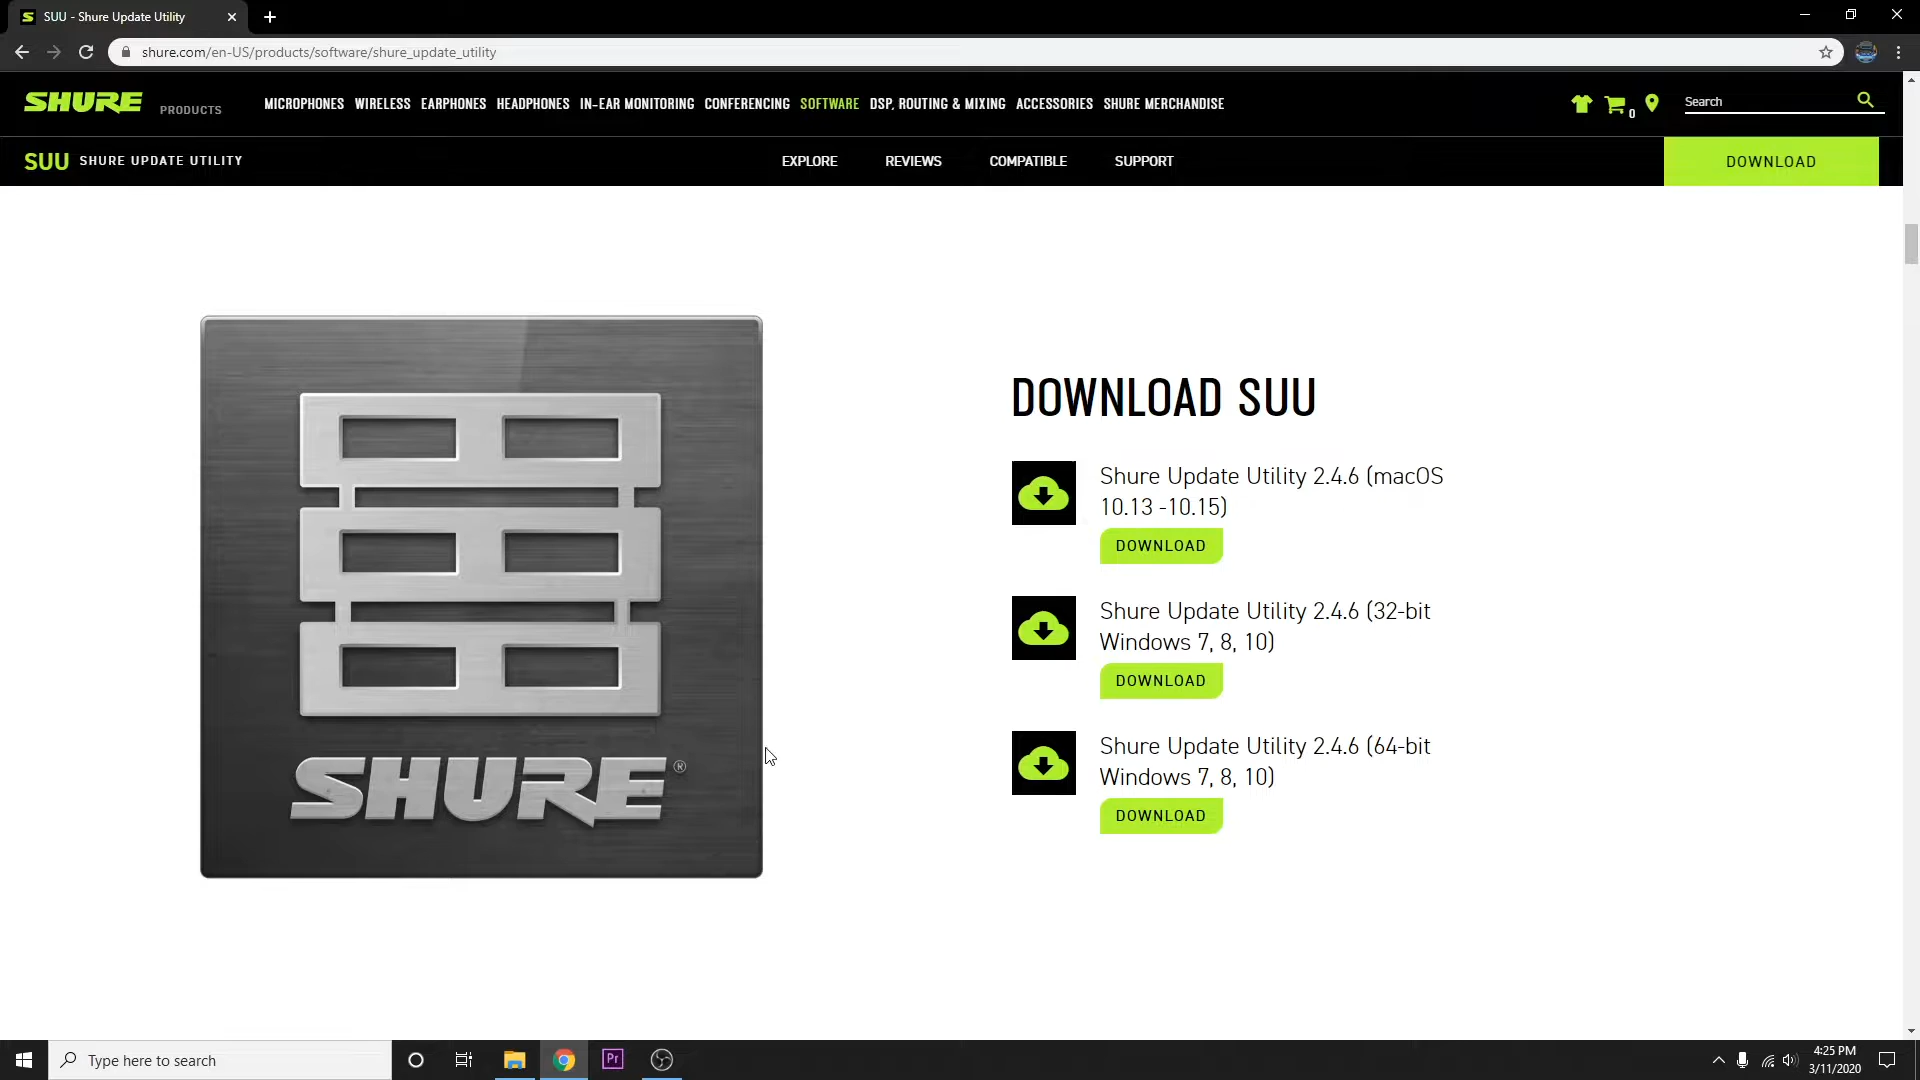 SUU - Shure Update Utility
shure.com/en-US/products/software/shure_update_utility
SHURE PRODUCTS MICROPHONES WIRELESS EARPHONES HEADPHONES IN-EAR MONITORING CONFERENCING SOFTWARE DSP, ROUTING & MIXING ACCESSORIES SHURE MERCHANDISE 0 Search
SUU SHURE UPDATE UTILITY EXPLORE REVIEWS COMPATIBLE SUPPORT DOWNLOAD
SHURE®
DOWNLOAD SUU
Shure Update Utility 2.4.6 (macOS
10.13 -10.15)
DOWNLOAD
Shure Update Utility 2.4.6 (32-bit
Windows 7, 8, 10)
DOWNLOAD
Shure Update Utility 2.4.6 (64-bit
Windows 7, 8, 10)
DOWNLOAD
Type here to search
Pr
4:25 PM
3/11/2020